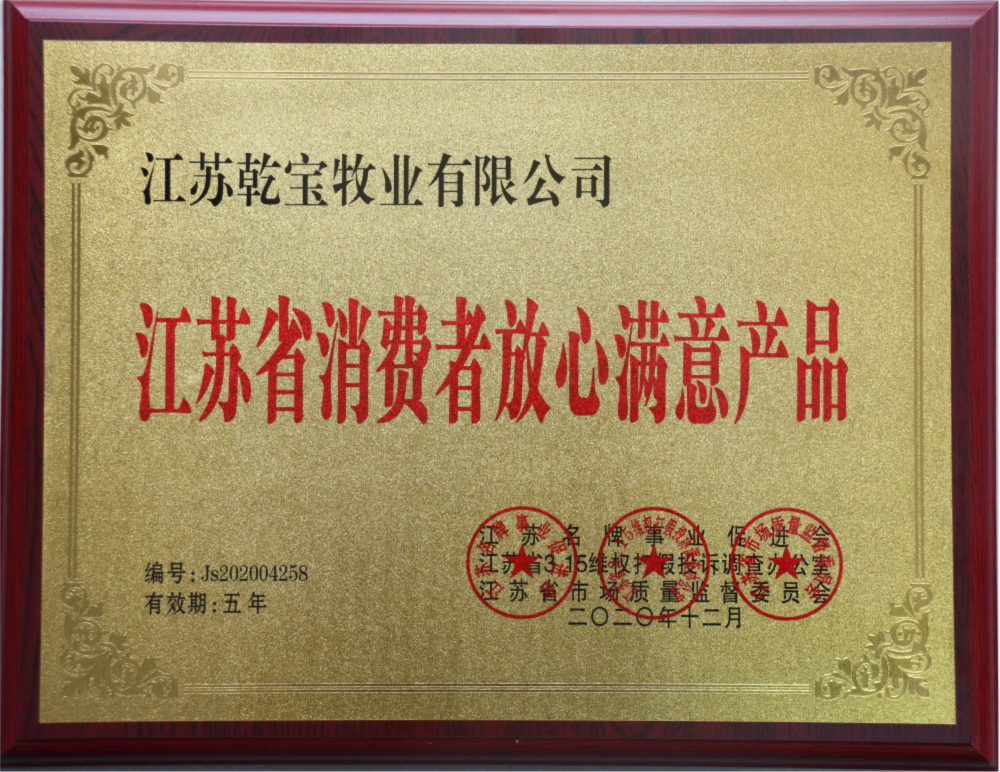 江苏乾宝牧业有限公司
江苏省消费者放心满意产品
编号:Js202004258
有效期:五年
江苏名牌事业促进会
江苏省3.15维权打假投诉调查办公室
江苏省市场质量监督委员会
二〇二〇年十二月